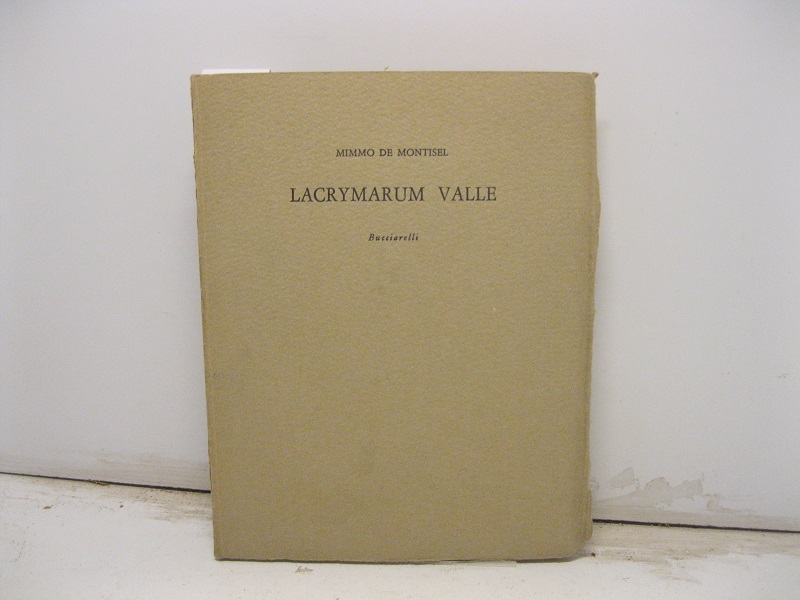 MIMMO DE MONTISEL
LACRYMARUM VALLE
Bucciarelli